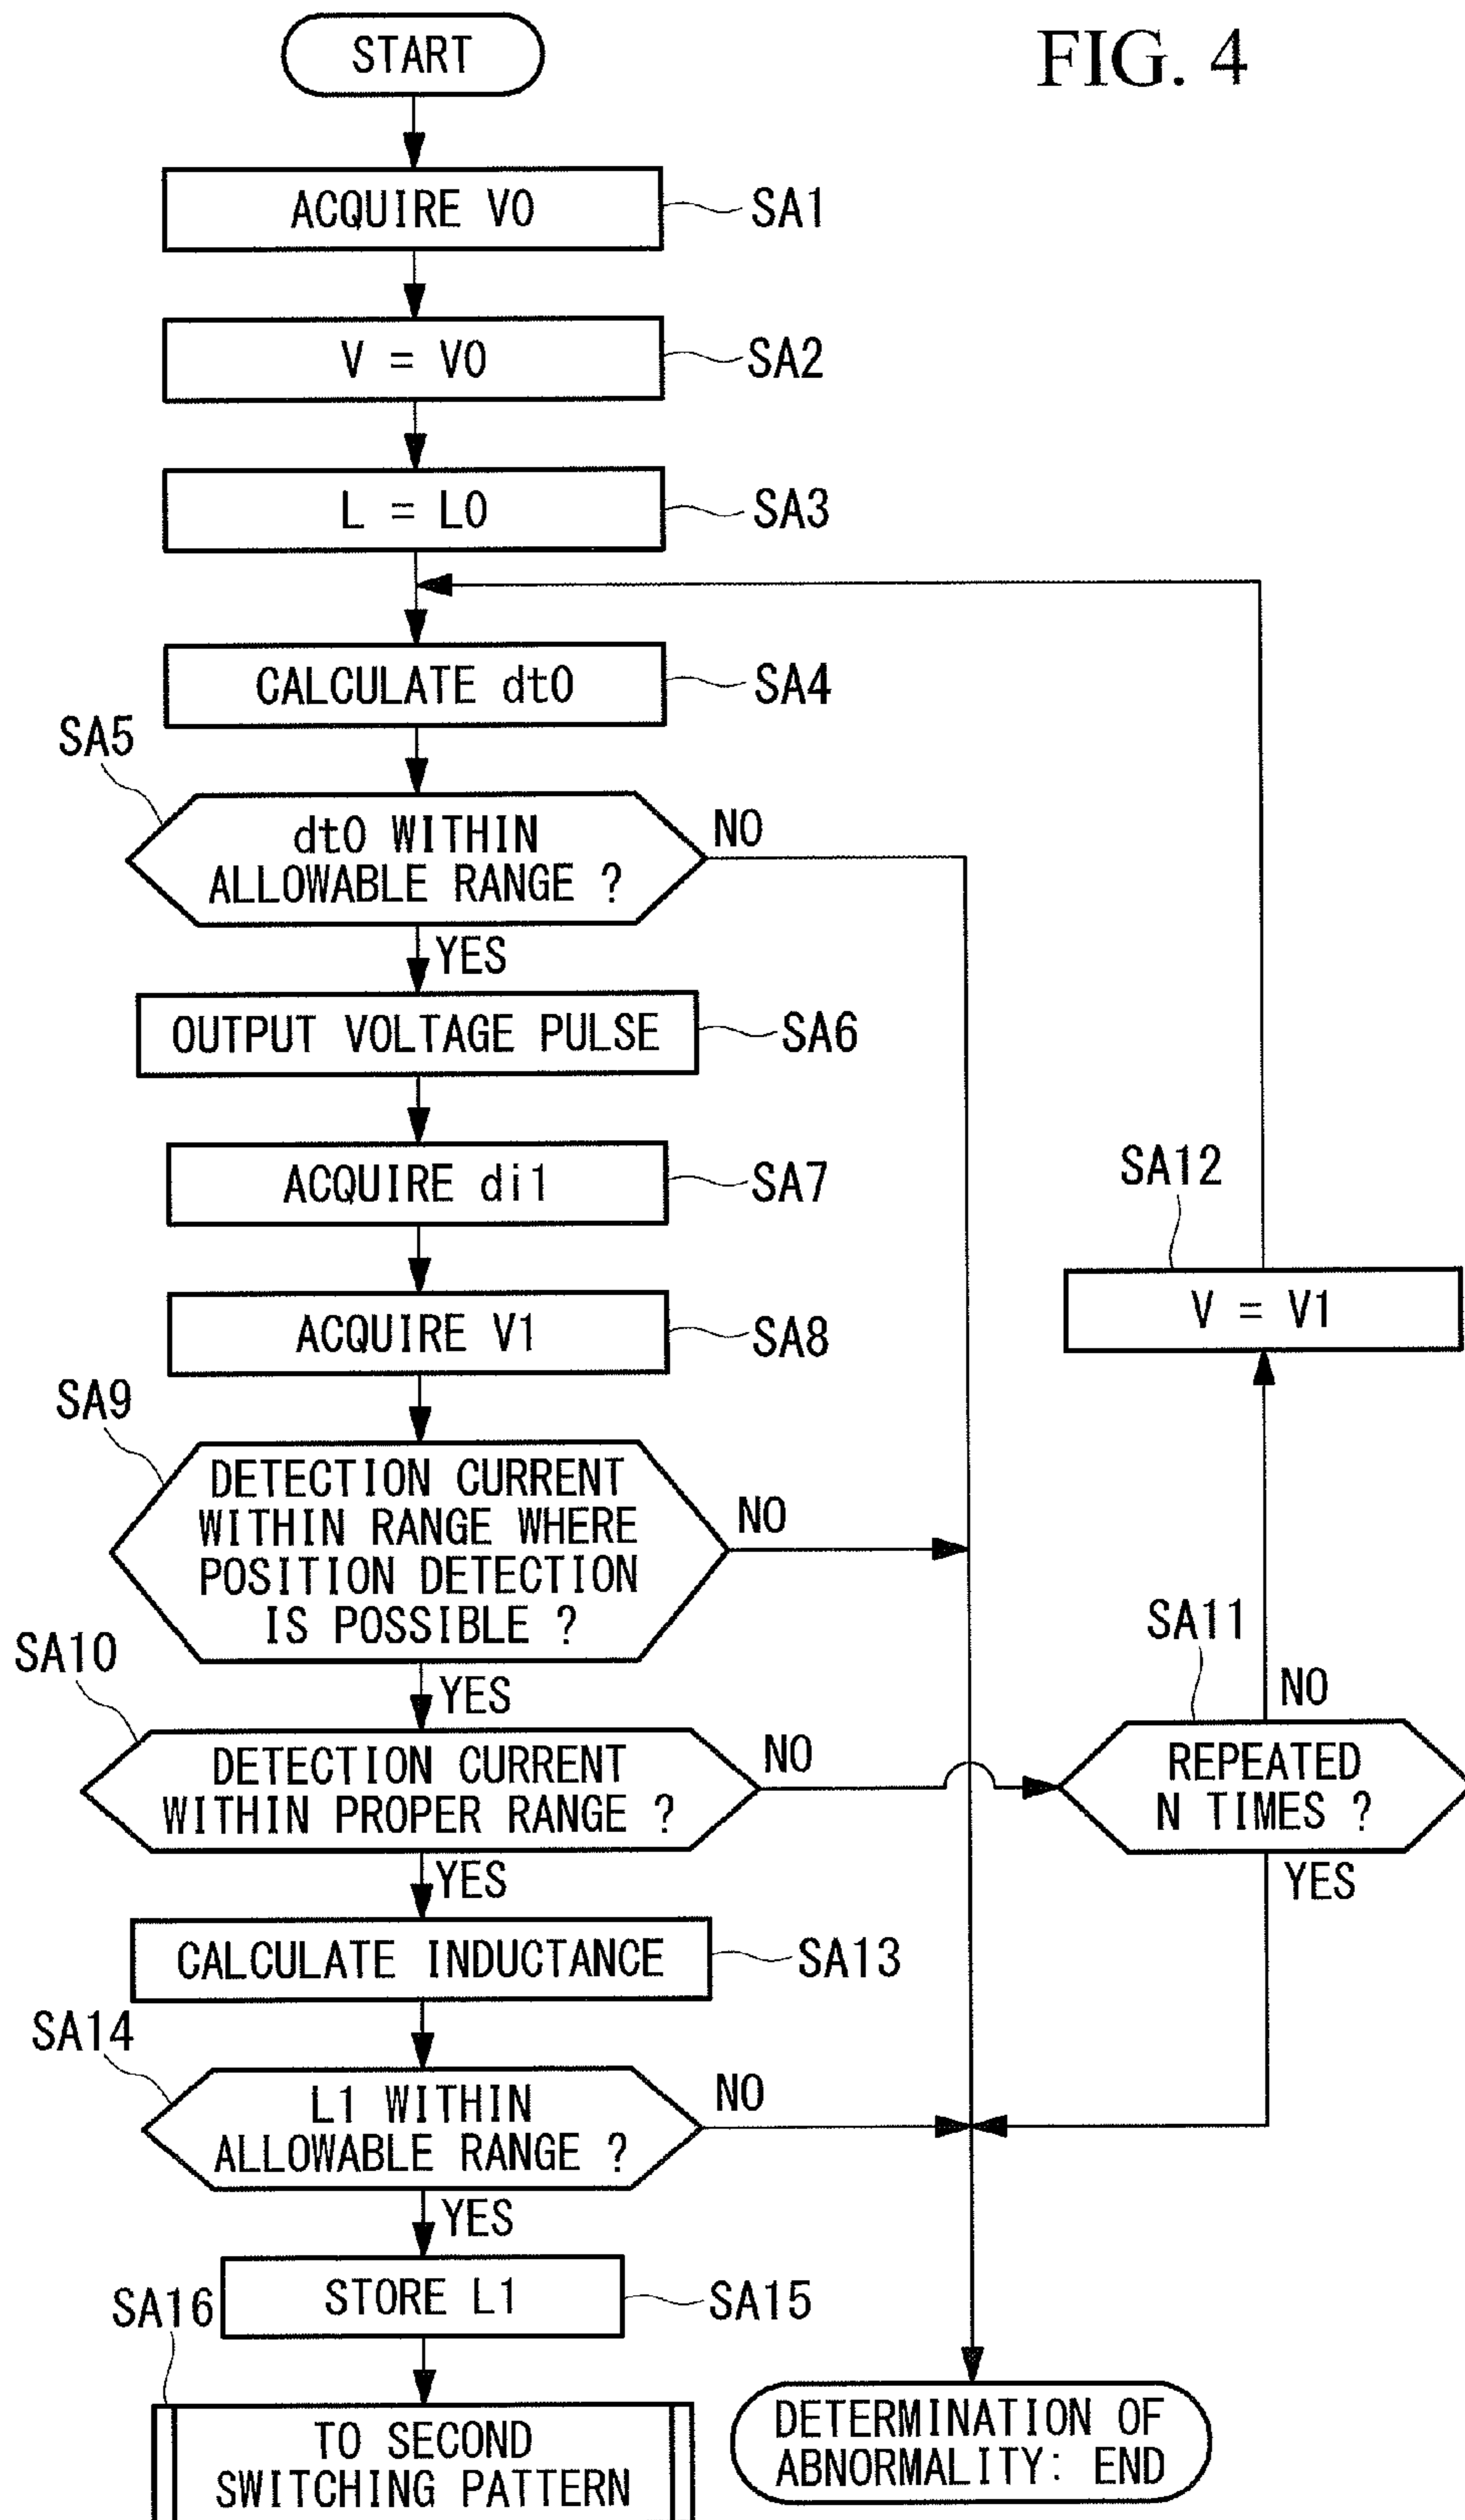 FIG. 4
START
ACQUIRE V0
SA1
V = V0
SA2
L = L0
SA3
CALCULATE dt0
SA4
SA5
dt0 WITHIN
ALLOWABLE RANGE ?
NO
YES
OUTPUT VOLTAGE PULSE
SA6
ACQUIRE di1
SA7
SA12
V = V1
ACQUIRE V1
SA8
SA9
DETECTION CURRENT
WITHIN RANGE WHERE
POSITION DETECTION
IS POSSIBLE ?
NO
YES
SA10
DETECTION CURRENT
WITHIN PROPER RANGE ?
NO
YES
SA11
NO
REPEATED
N TIMES ?
YES
CALCULATE INDUCTANCE
SA13
SA14
L1 WITHIN
ALLOWABLE RANGE ?
NO
YES
STORE L1
SA15
SA16
TO SECOND
SWITCHING PATTERN
DETERMINATION OF
ABNORMALITY: END